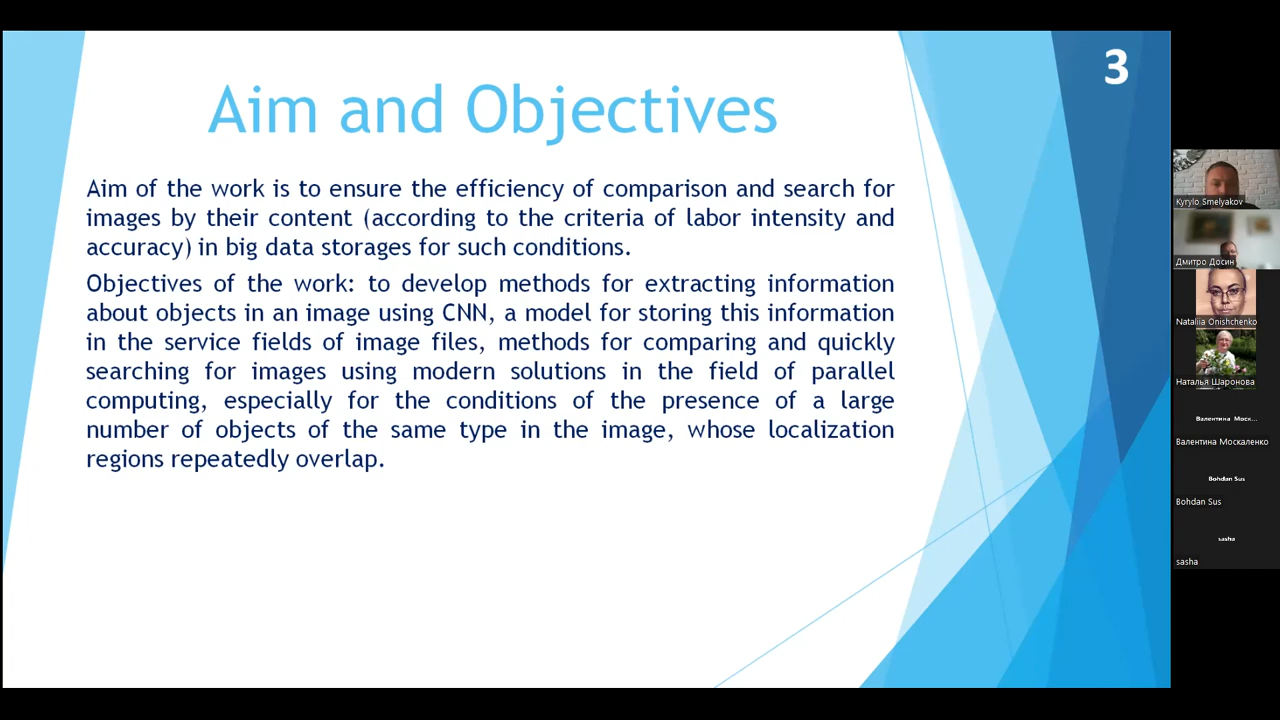 3
Aim and Objectives
Aim of the work is to ensure the efficiency of comparison and search for
images by their content (according to the criteria of labor intensity and
accuracy) in big data storages for such conditions.
Objectives of the work: to develop methods for extracting information
about objects in an image using CNN, a model for storing this information
in the service fields of image files, methods for comparing and quickly
searching for images using modern solutions in the field of parallel
computing, especially for the conditions of the presence of a large
number of objects of the same type in the image, whose localization
regions repeatedly overlap.
Kyrylo Smelyakov
Дмитро Досин
Nataliia Onishchenko
Наталья Шаронова
Валентина Моск...
Валентина Москаленко
Bohdan Sus
Bohdan Sus
sasha
sasha